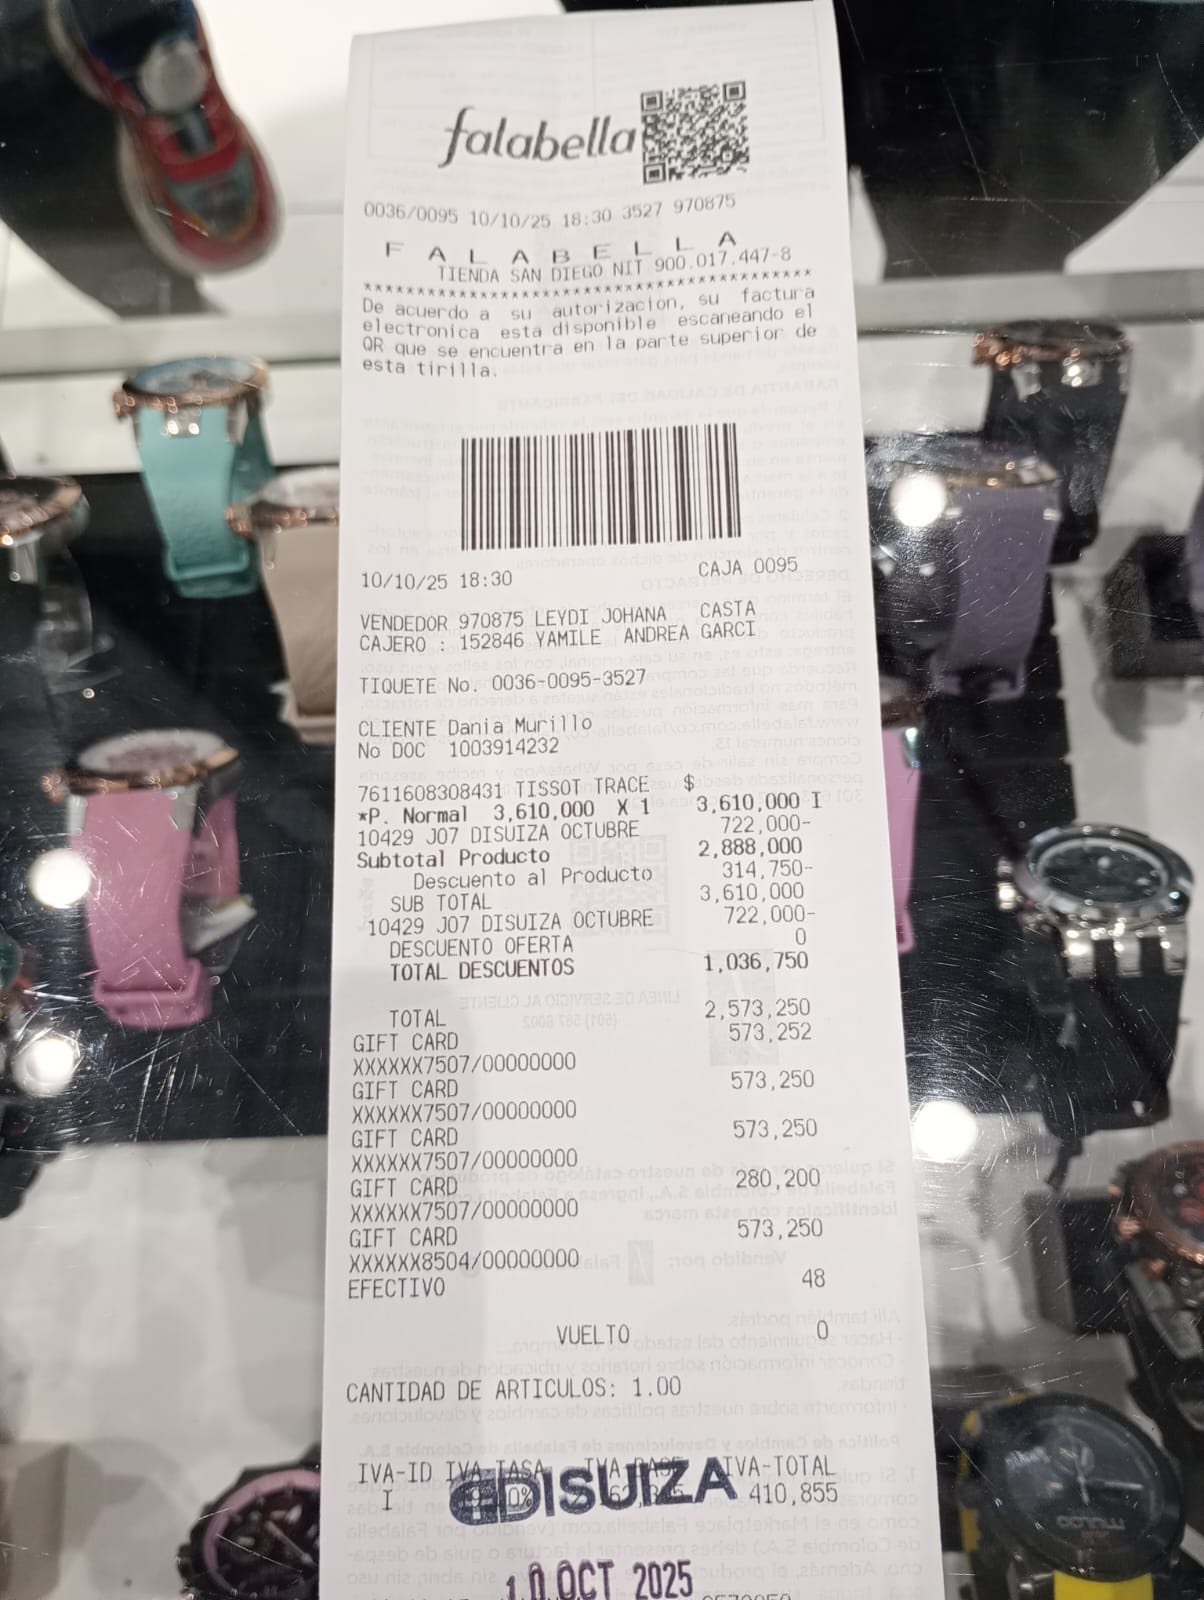 falabella
0036/0095 10/10/25 18:30 3527 970875
F A L A B E L L A
TIENDA SAN DIEGO NIT 900.017.447-8
****************************************
De acuerdo a su autorizacion, su factura
electronica esta disponible escaneando el
QR que se encuentra en la parte superior de
esta tirilla.
10/10/25 18:30 CAJA 0095
VENDEDOR 970875 LEYDI JOHANA CASTA
CAJERO : 152846 YAMILE ANDREA GARCI
TIQUETE No. 0036-0095-3527
CLIENTE Dania Murillo
No DOC 1003914232
7611608308431 TISSOT TRACE $
*P. Normal 3,610,000 X 1 3,610,000 I
10429 J07 DISUIZA OCTUBRE 722,000-
Subtotal Producto 2,888,000
Descuento al Producto 314,750-
SUB TOTAL 3,610,000
10429 J07 DISUIZA OCTUBRE 722,000-
DESCUENTO OFERTA 0
TOTAL DESCUENTOS 1,036,750
TOTAL 2,573,250
GIFT CARD 573,252
XXXXXX7507/00000000
GIFT CARD 573,250
XXXXXX7507/00000000
GIFT CARD 573,250
XXXXXX7507/00000000
GIFT CARD 280,200
XXXXXX7507/00000000
GIFT CARD 573,250
XXXXXX8504/00000000
EFECTIVO 48
VUELTO 0
CANTIDAD DE ARTICULOS: 1.00
IVA-ID IVA-TASA IVA-BASE IVA-TOTAL
I 410,855
DISUIZA
10 OCT 2025